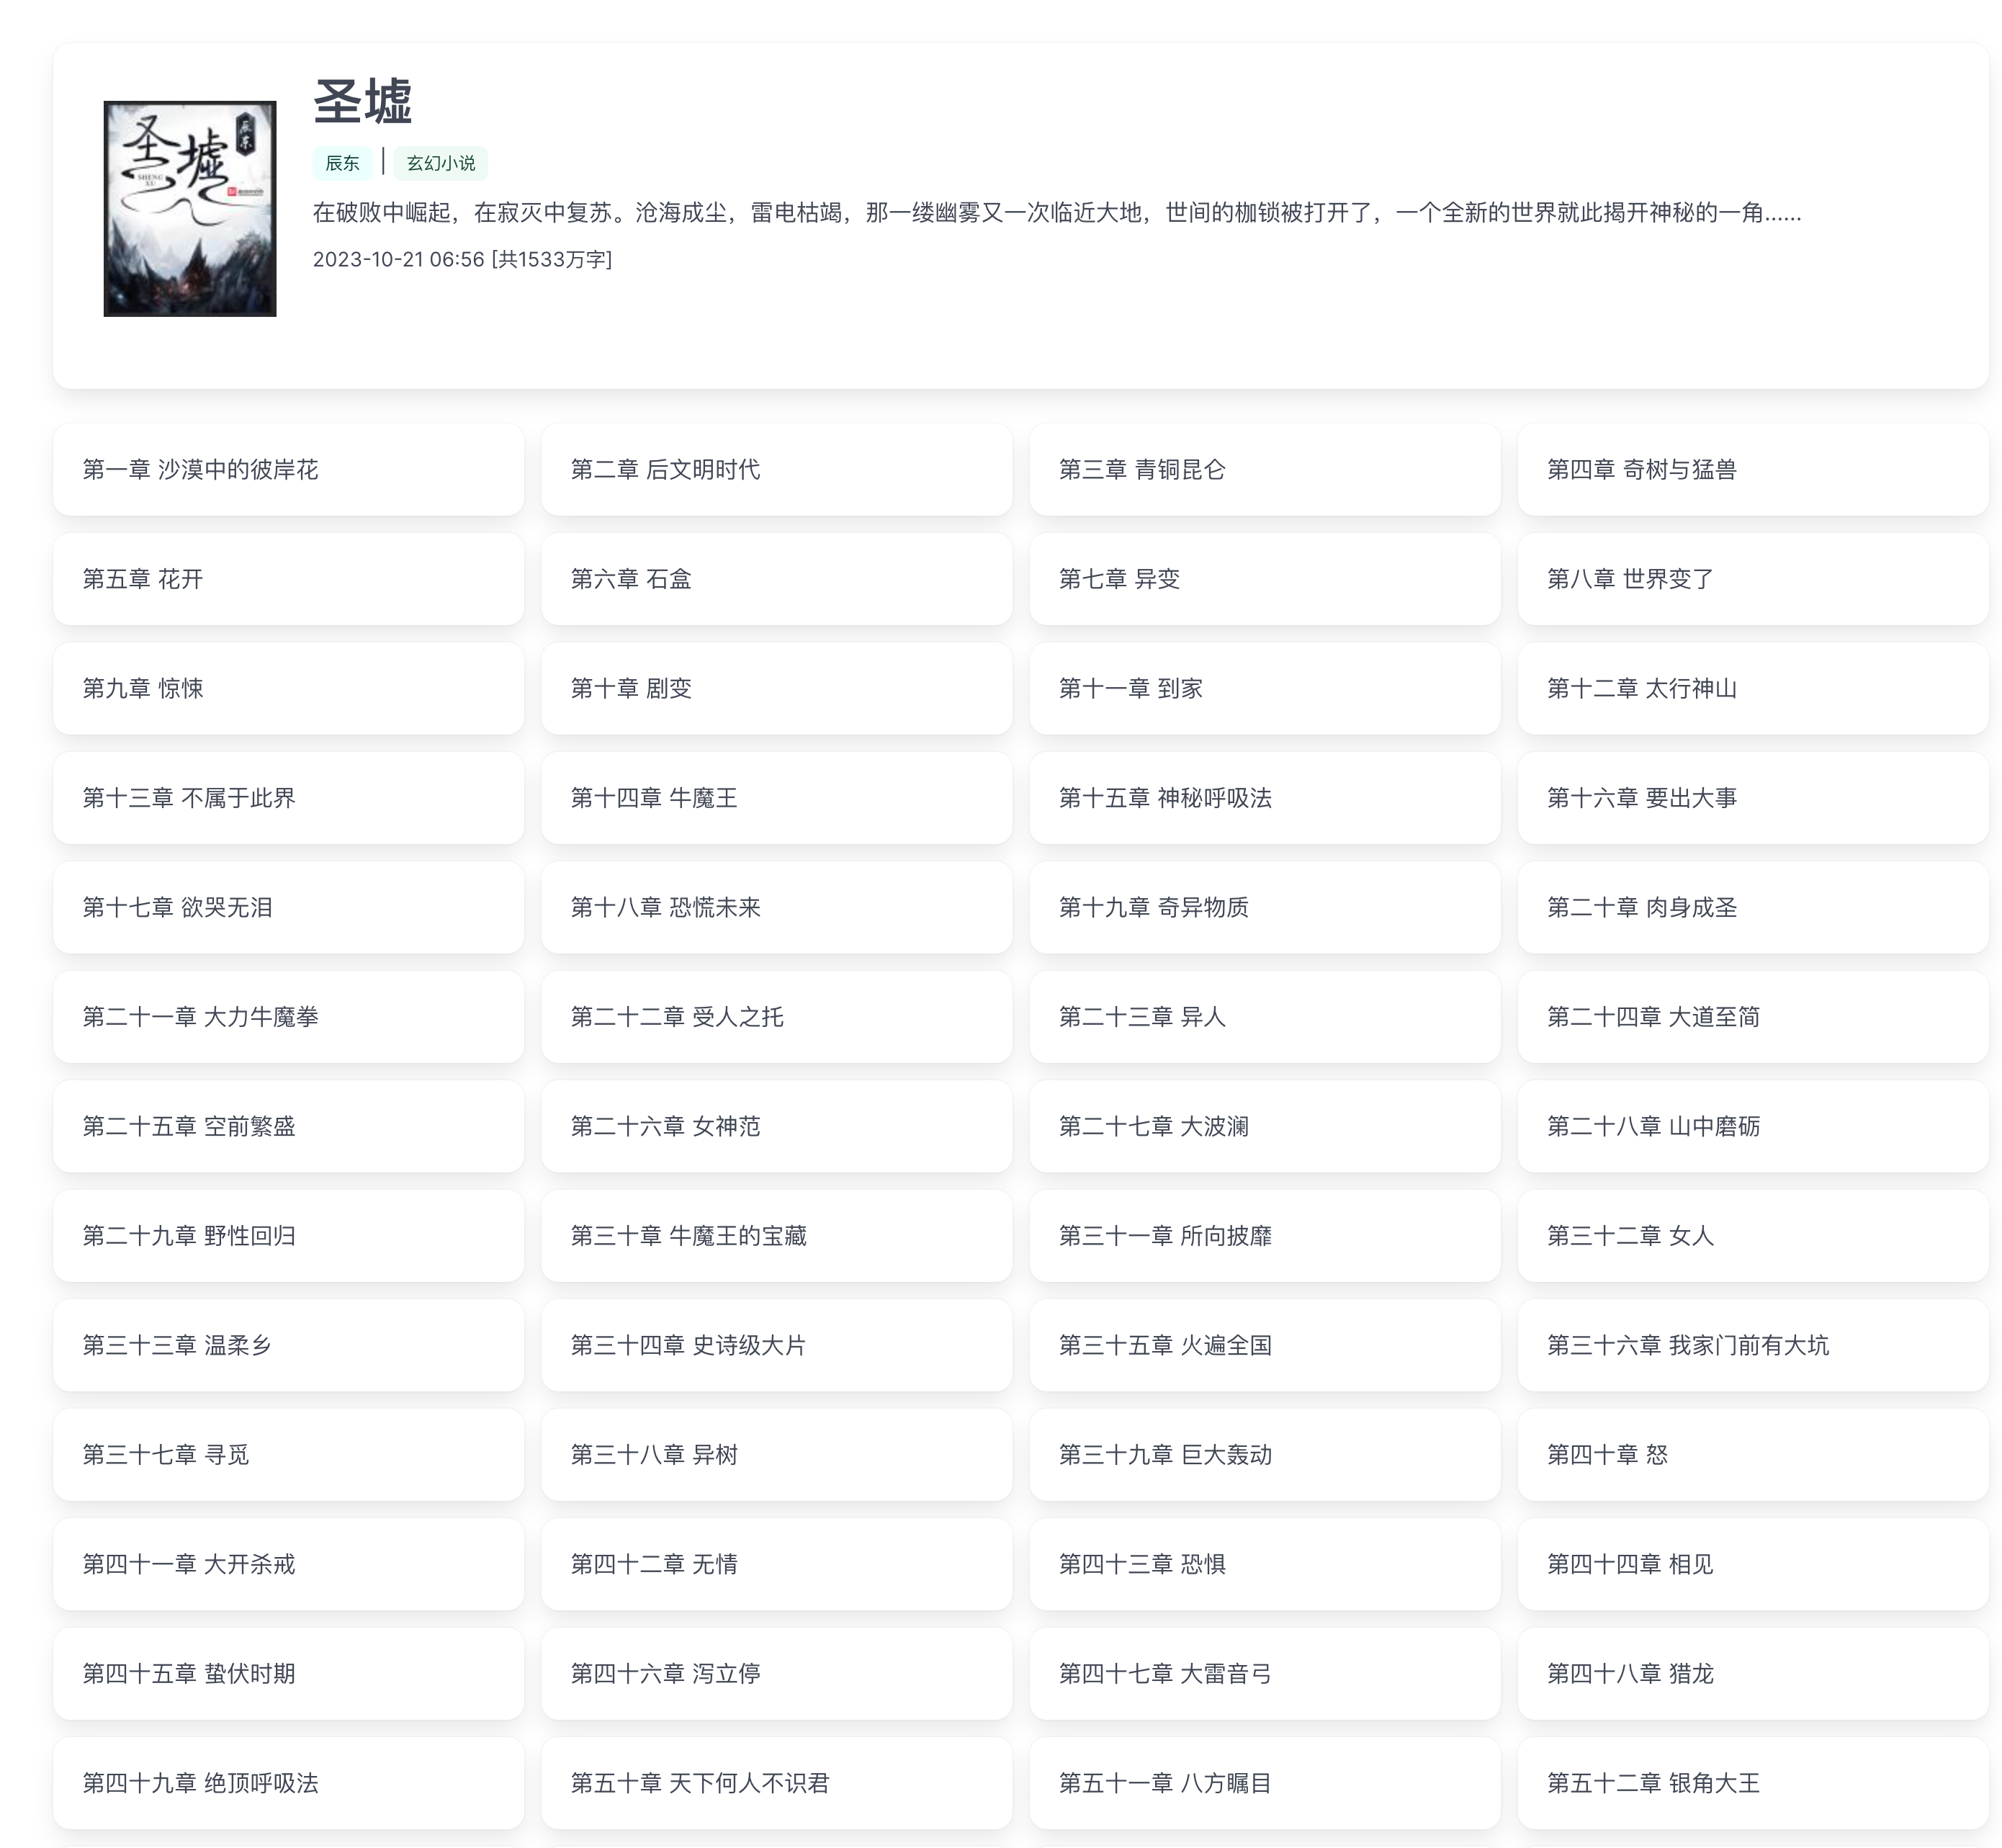 圣墟
辰东
SHENG
XU
圣墟
辰东 | 玄幻小说
在破败中崛起，在寂灭中复苏。沧海成尘，雷电枯竭，那一缕幽雾又一次临近大地，世间的枷锁被打开了，一个全新的世界就此揭开神秘的一角......
2023-10-21 06:56 [共1533万字]
第一章 沙漠中的彼岸花
第二章 后文明时代
第三章 青铜昆仑
第四章 奇树与猛兽
第五章 花开
第六章 石盒
第七章 异变
第八章 世界变了
第九章 惊悚
第十章 剧变
第十一章 到家
第十二章 太行神山
第十三章 不属于此界
第十四章 牛魔王
第十五章 神秘呼吸法
第十六章 要出大事
第十七章 欲哭无泪
第十八章 恐慌未来
第十九章 奇异物质
第二十章 肉身成圣
第二十一章 大力牛魔拳
第二十二章 受人之托
第二十三章 异人
第二十四章 大道至简
第二十五章 空前繁盛
第二十六章 女神范
第二十七章 大波澜
第二十八章 山中磨砺
第二十九章 野性回归
第三十章 牛魔王的宝藏
第三十一章 所向披靡
第三十二章 女人
第三十三章 温柔乡
第三十四章 史诗级大片
第三十五章 火遍全国
第三十六章 我家门前有大坑
第三十七章 寻觅
第三十八章 异树
第三十九章 巨大轰动
第四十章 怒
第四十一章 大开杀戒
第四十二章 无情
第四十三章 恐惧
第四十四章 相见
第四十五章 蛰伏时期
第四十六章 泻立停
第四十七章 大雷音弓
第四十八章 猎龙
第四十九章 绝顶呼吸法
第五十章 天下何人不识君
第五十一章 八方瞩目
第五十二章 银角大王